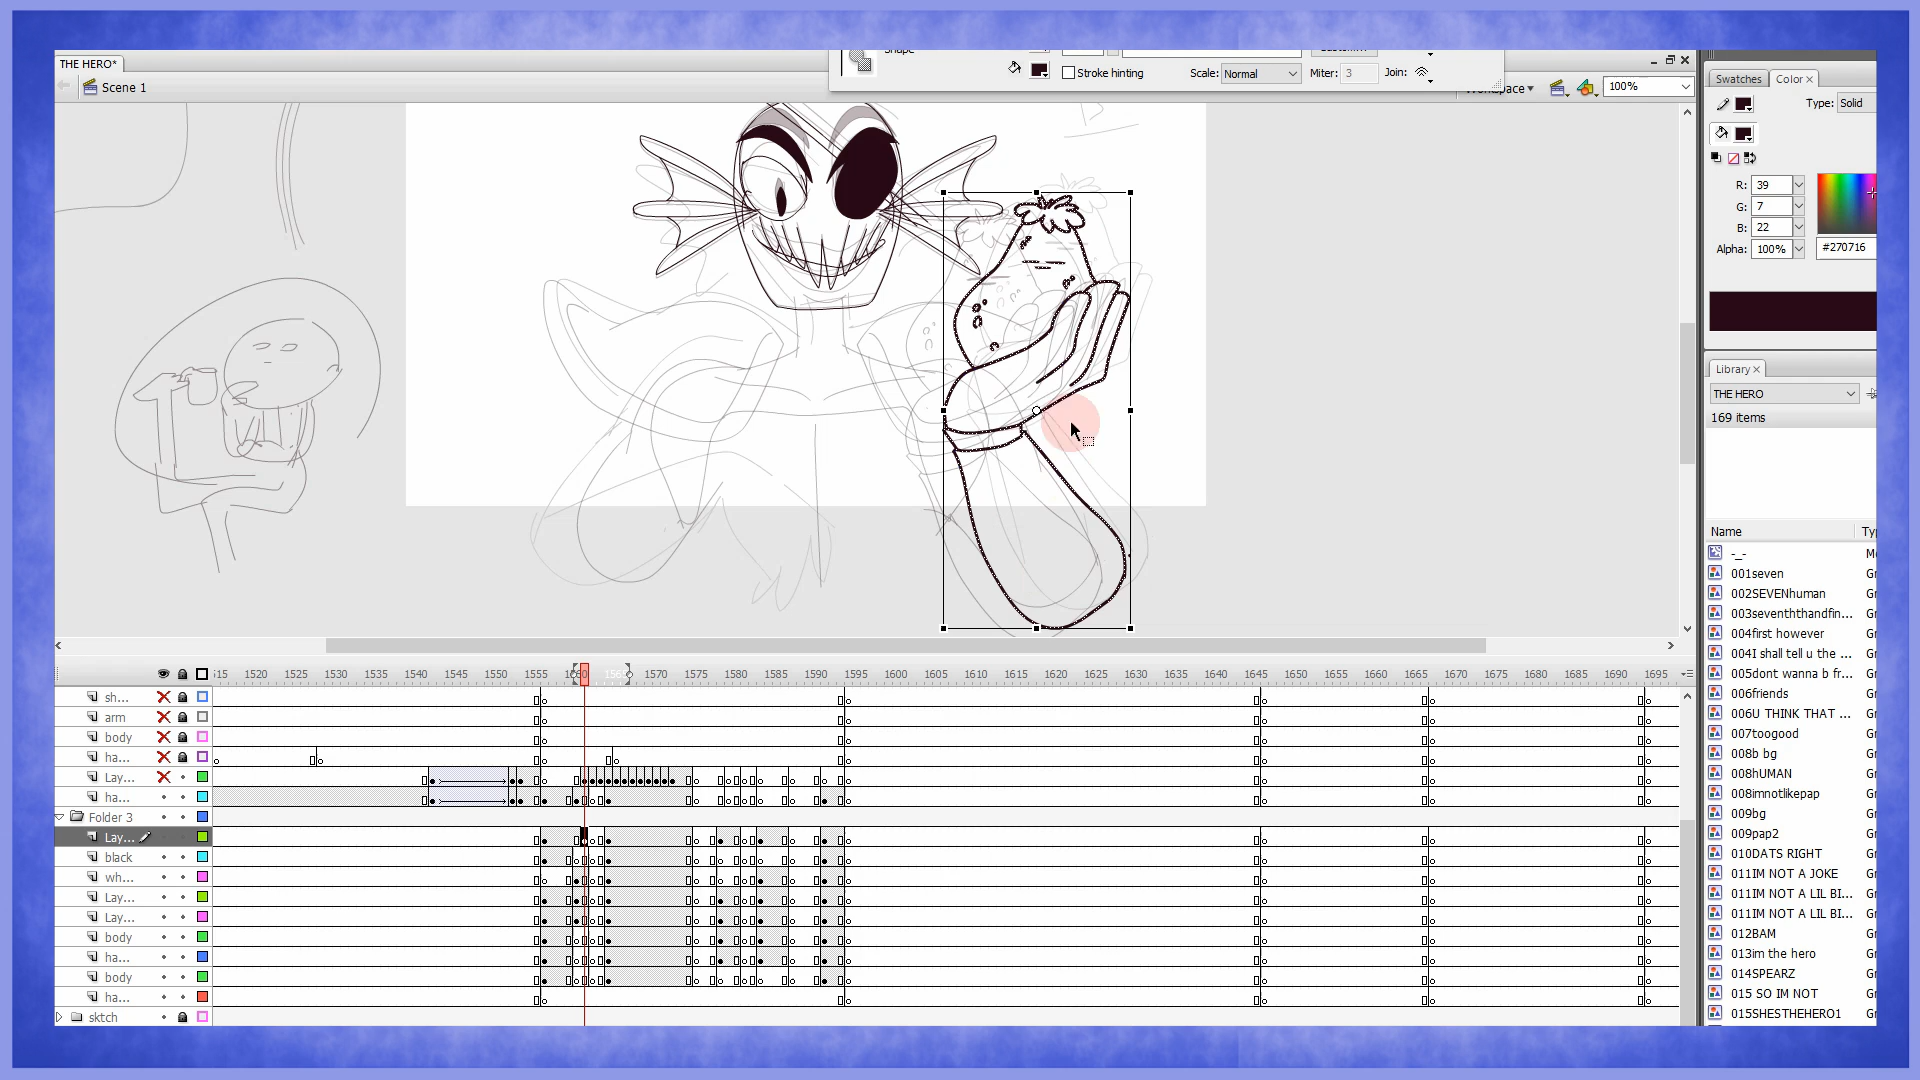 THE HERO*
Scene 1
Stroke hinting
Scale: Normal
Miter: 3
Join:
100%
Swatches
Color
Type: Solid
R: 39
G: 7
B: 22
Alpha: 100%
#270716
Library
THE HERO
169 items
Name
-_-
001seven
002SEVENhuman
003sevenththandfin...
004first however
004I shall tell u the ...
005dont wanna b fr...
006friends
006U THINK THAT ...
007toogood
008b bg
008hUMAN
008imnotlikepap
009bg
009pap2
010DATS RIGHT
011IM NOT A JOKE
011IM NOT A LIL BI...
011IM NOT A LIL BI...
012BAM
013im the hero
014SPEARZ
015 SO IM NOT
015SHESTHEHERO1
1520 1525 1530 1535 1540 1545 1550 1555 1570 1575 1580 1585 1590 1595 1600 1605 1610 1615 1620 1625 1630 1635 1640 1645 1650 1655 1660 1665 1670 1675 1680 1685 1690 1695
sh...
arm
body
ha...
Lay...
ha...
Folder 3
Lay...
black
wh...
Lay...
Lay...
body
ha...
body
ha...
sktch